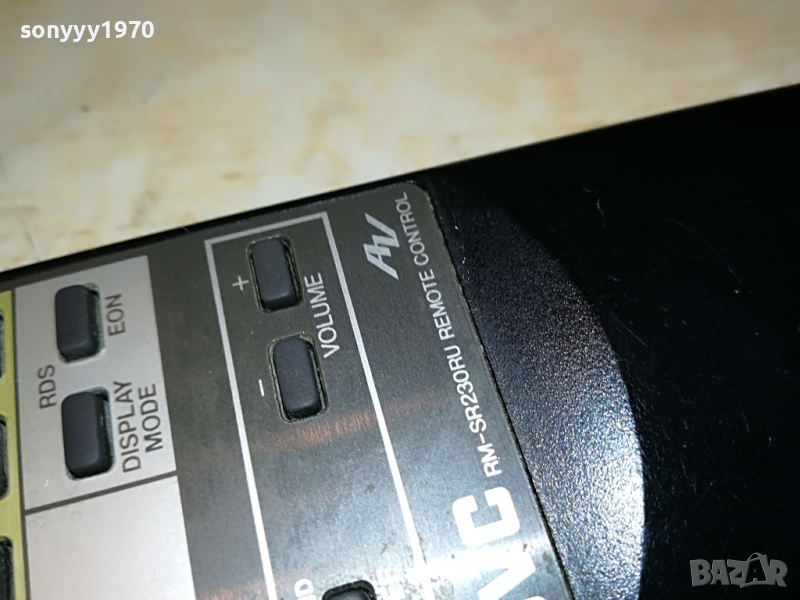 sonyyy1970
AV
RM-SR230RU REMOTE CONTROL
VC
+
-
VOLUME
RDS
EON
DISPLAY
MODE
BAZAR